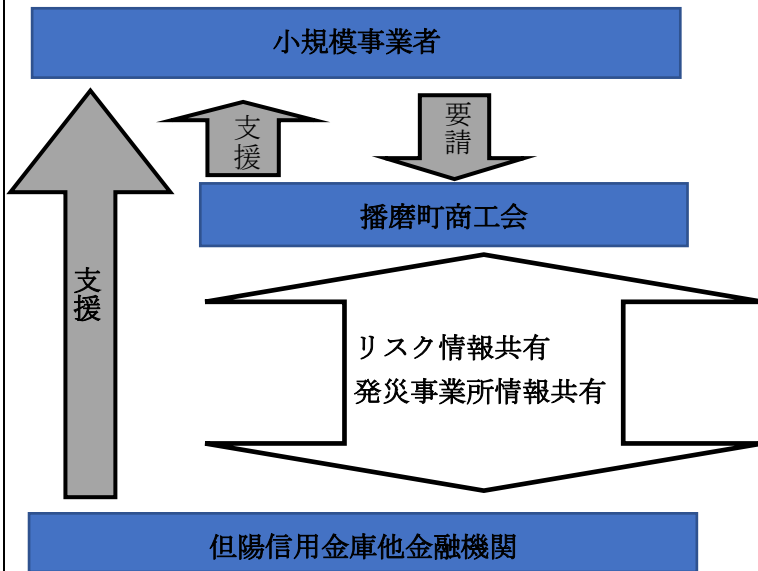 小規模事業者
支援
要請
播磨町商工会
支援
リスク情報共有
発災事業所情報共有
但陽信用金庫他金融機関